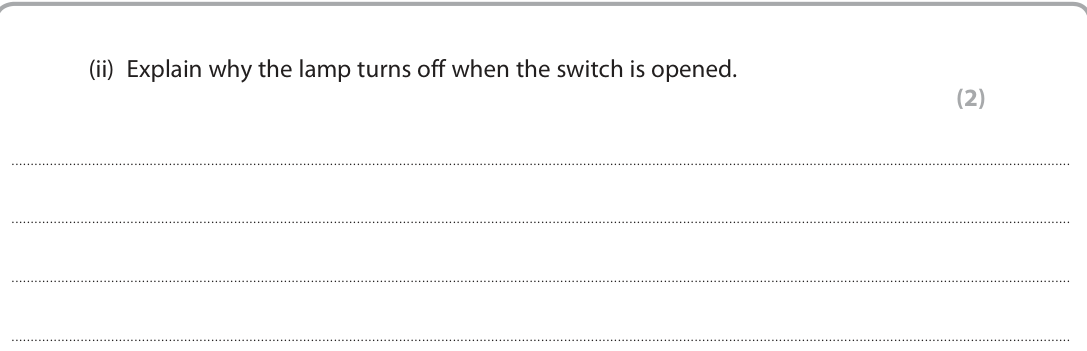 (ii) Explain why the lamp turns off when the switch is opened.
(2)